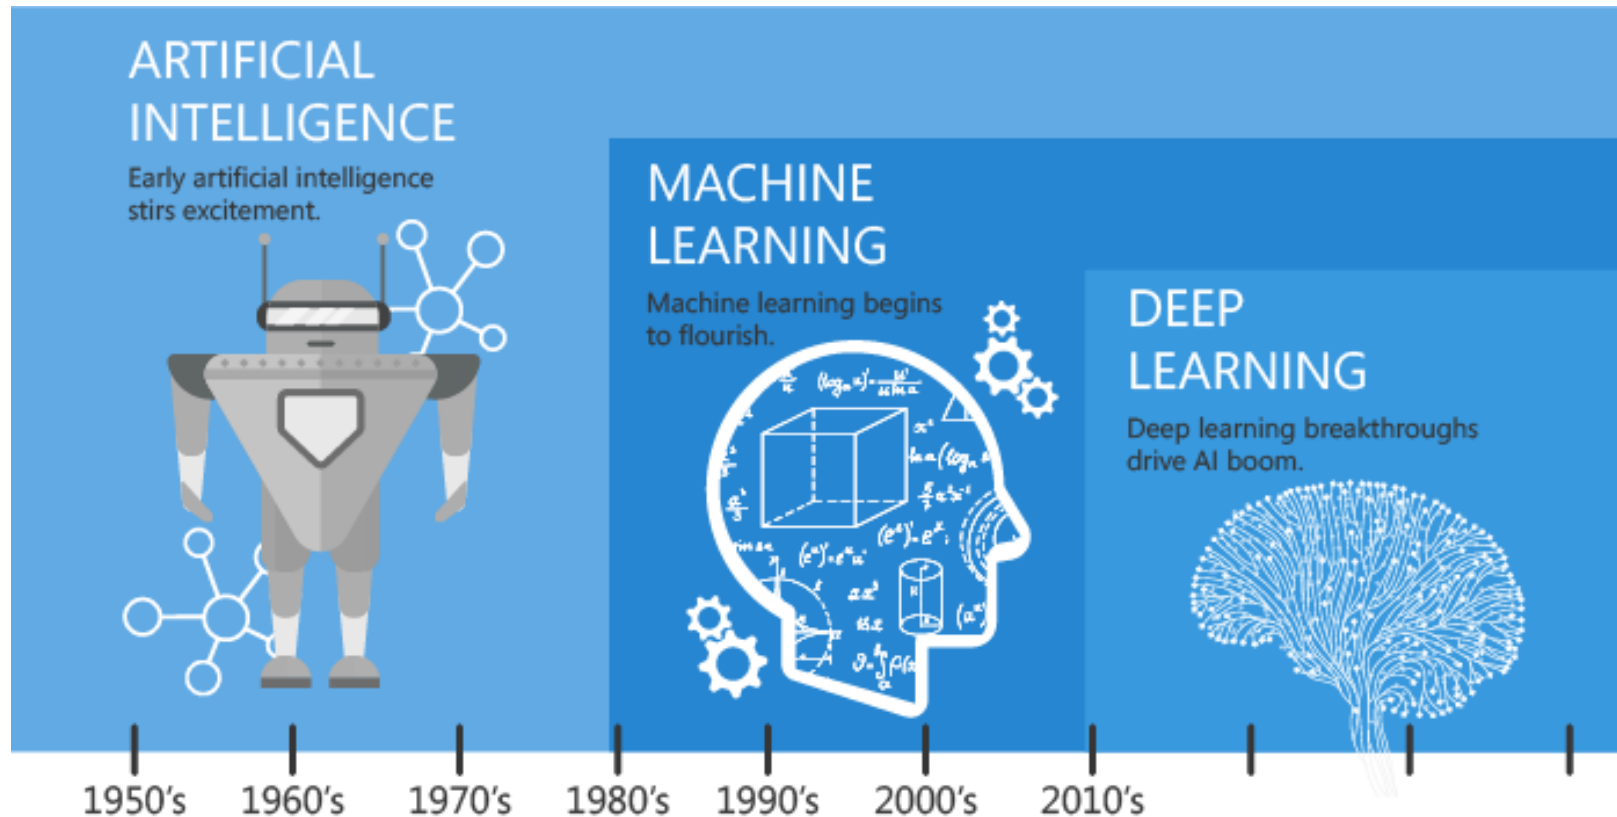 ARTIFICIAL
INTELLIGENCE
Early artificial intelligence
stirs excitement.
MACHINE
LEARNING
Machine learning begins
to flourish.
DEEP
LEARNING
Deep learning breakthroughs
drive AI boom.
1950's 1960's 1970's 1980's 1990's 2000's 2010's